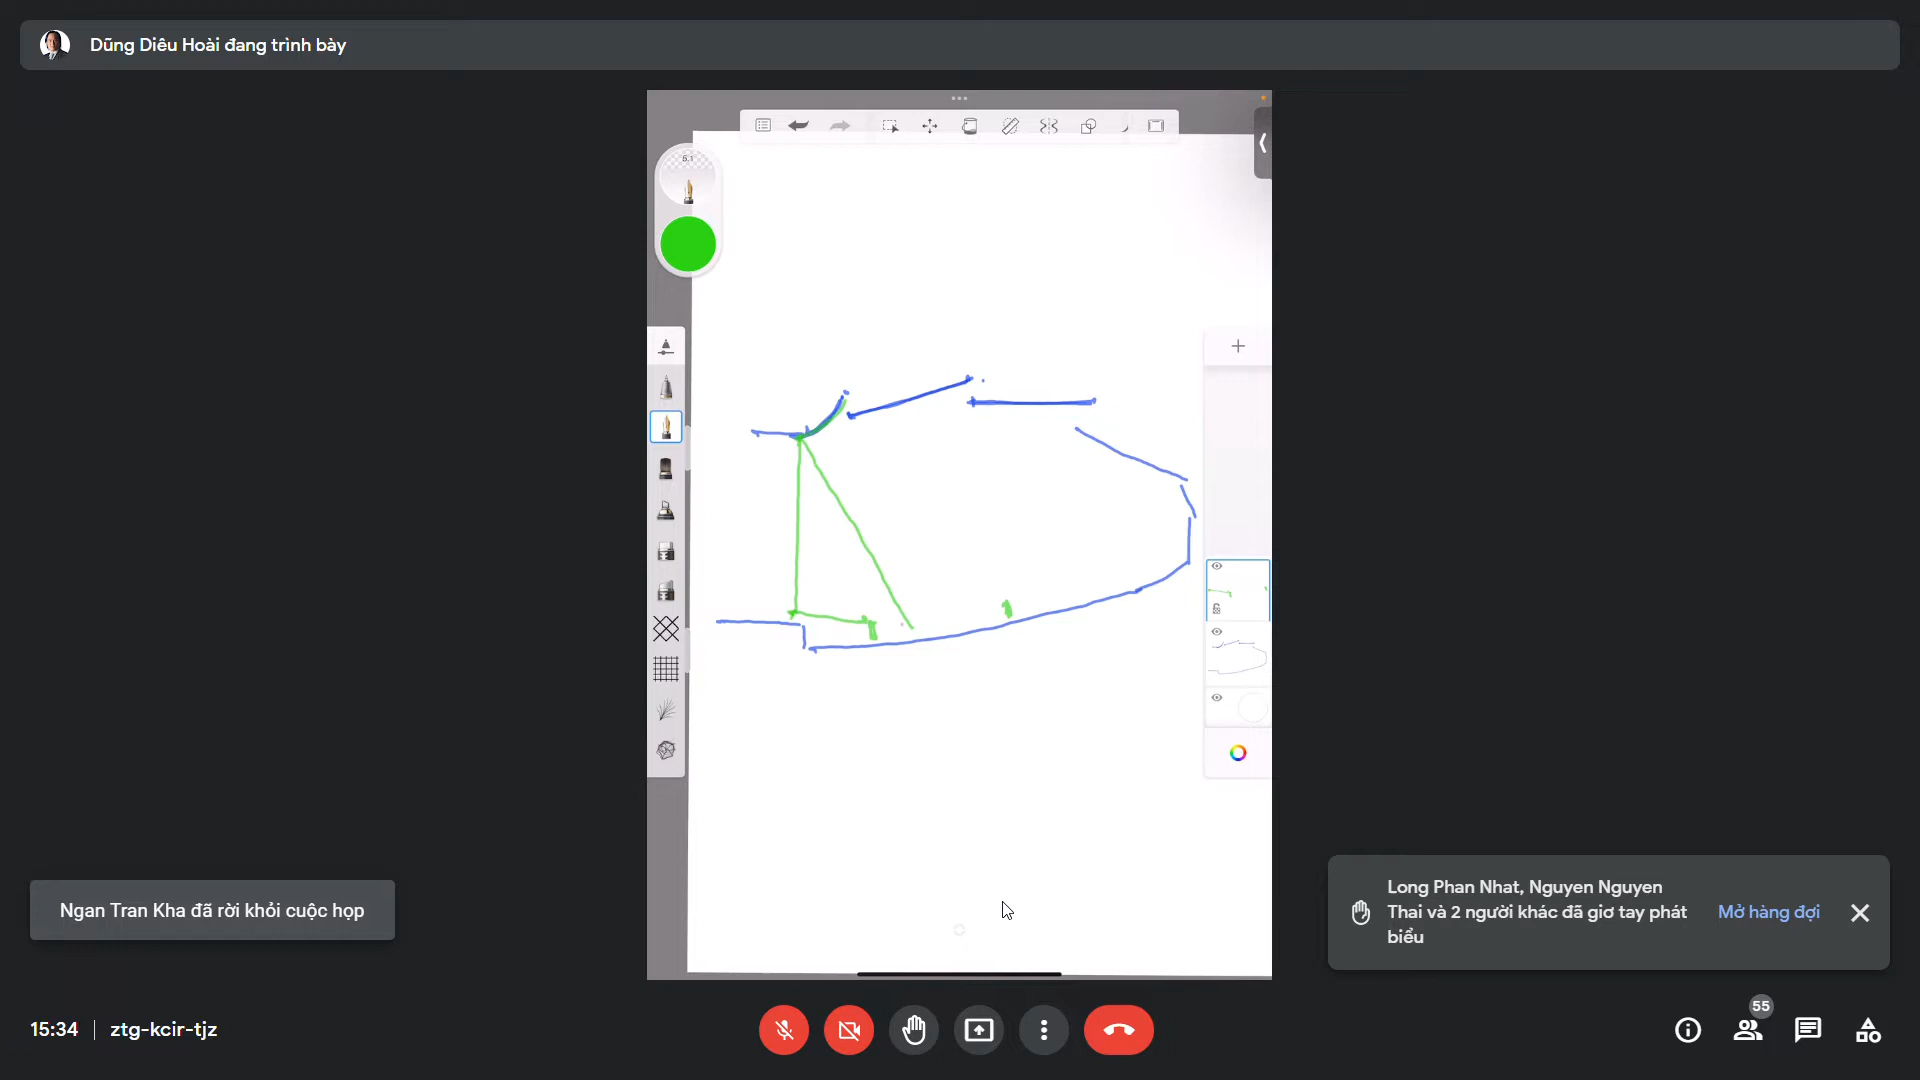 Dũng Diêu Hoài đang trình bày
5.1
Ngan Tran Kha đã rời khỏi cuộc họp
Long Phan Nhat, Nguyen Nguyen
Thai và 2 người khác đã giơ tay phát
biểu
Mở hàng đợi
15:34 | ztg-kcir-tjz
55